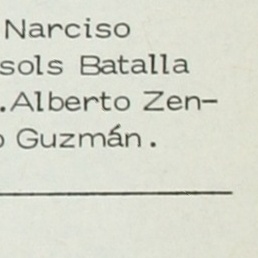 Narciso
sols Batalla
.Alberto Zen-
o Guzmán.